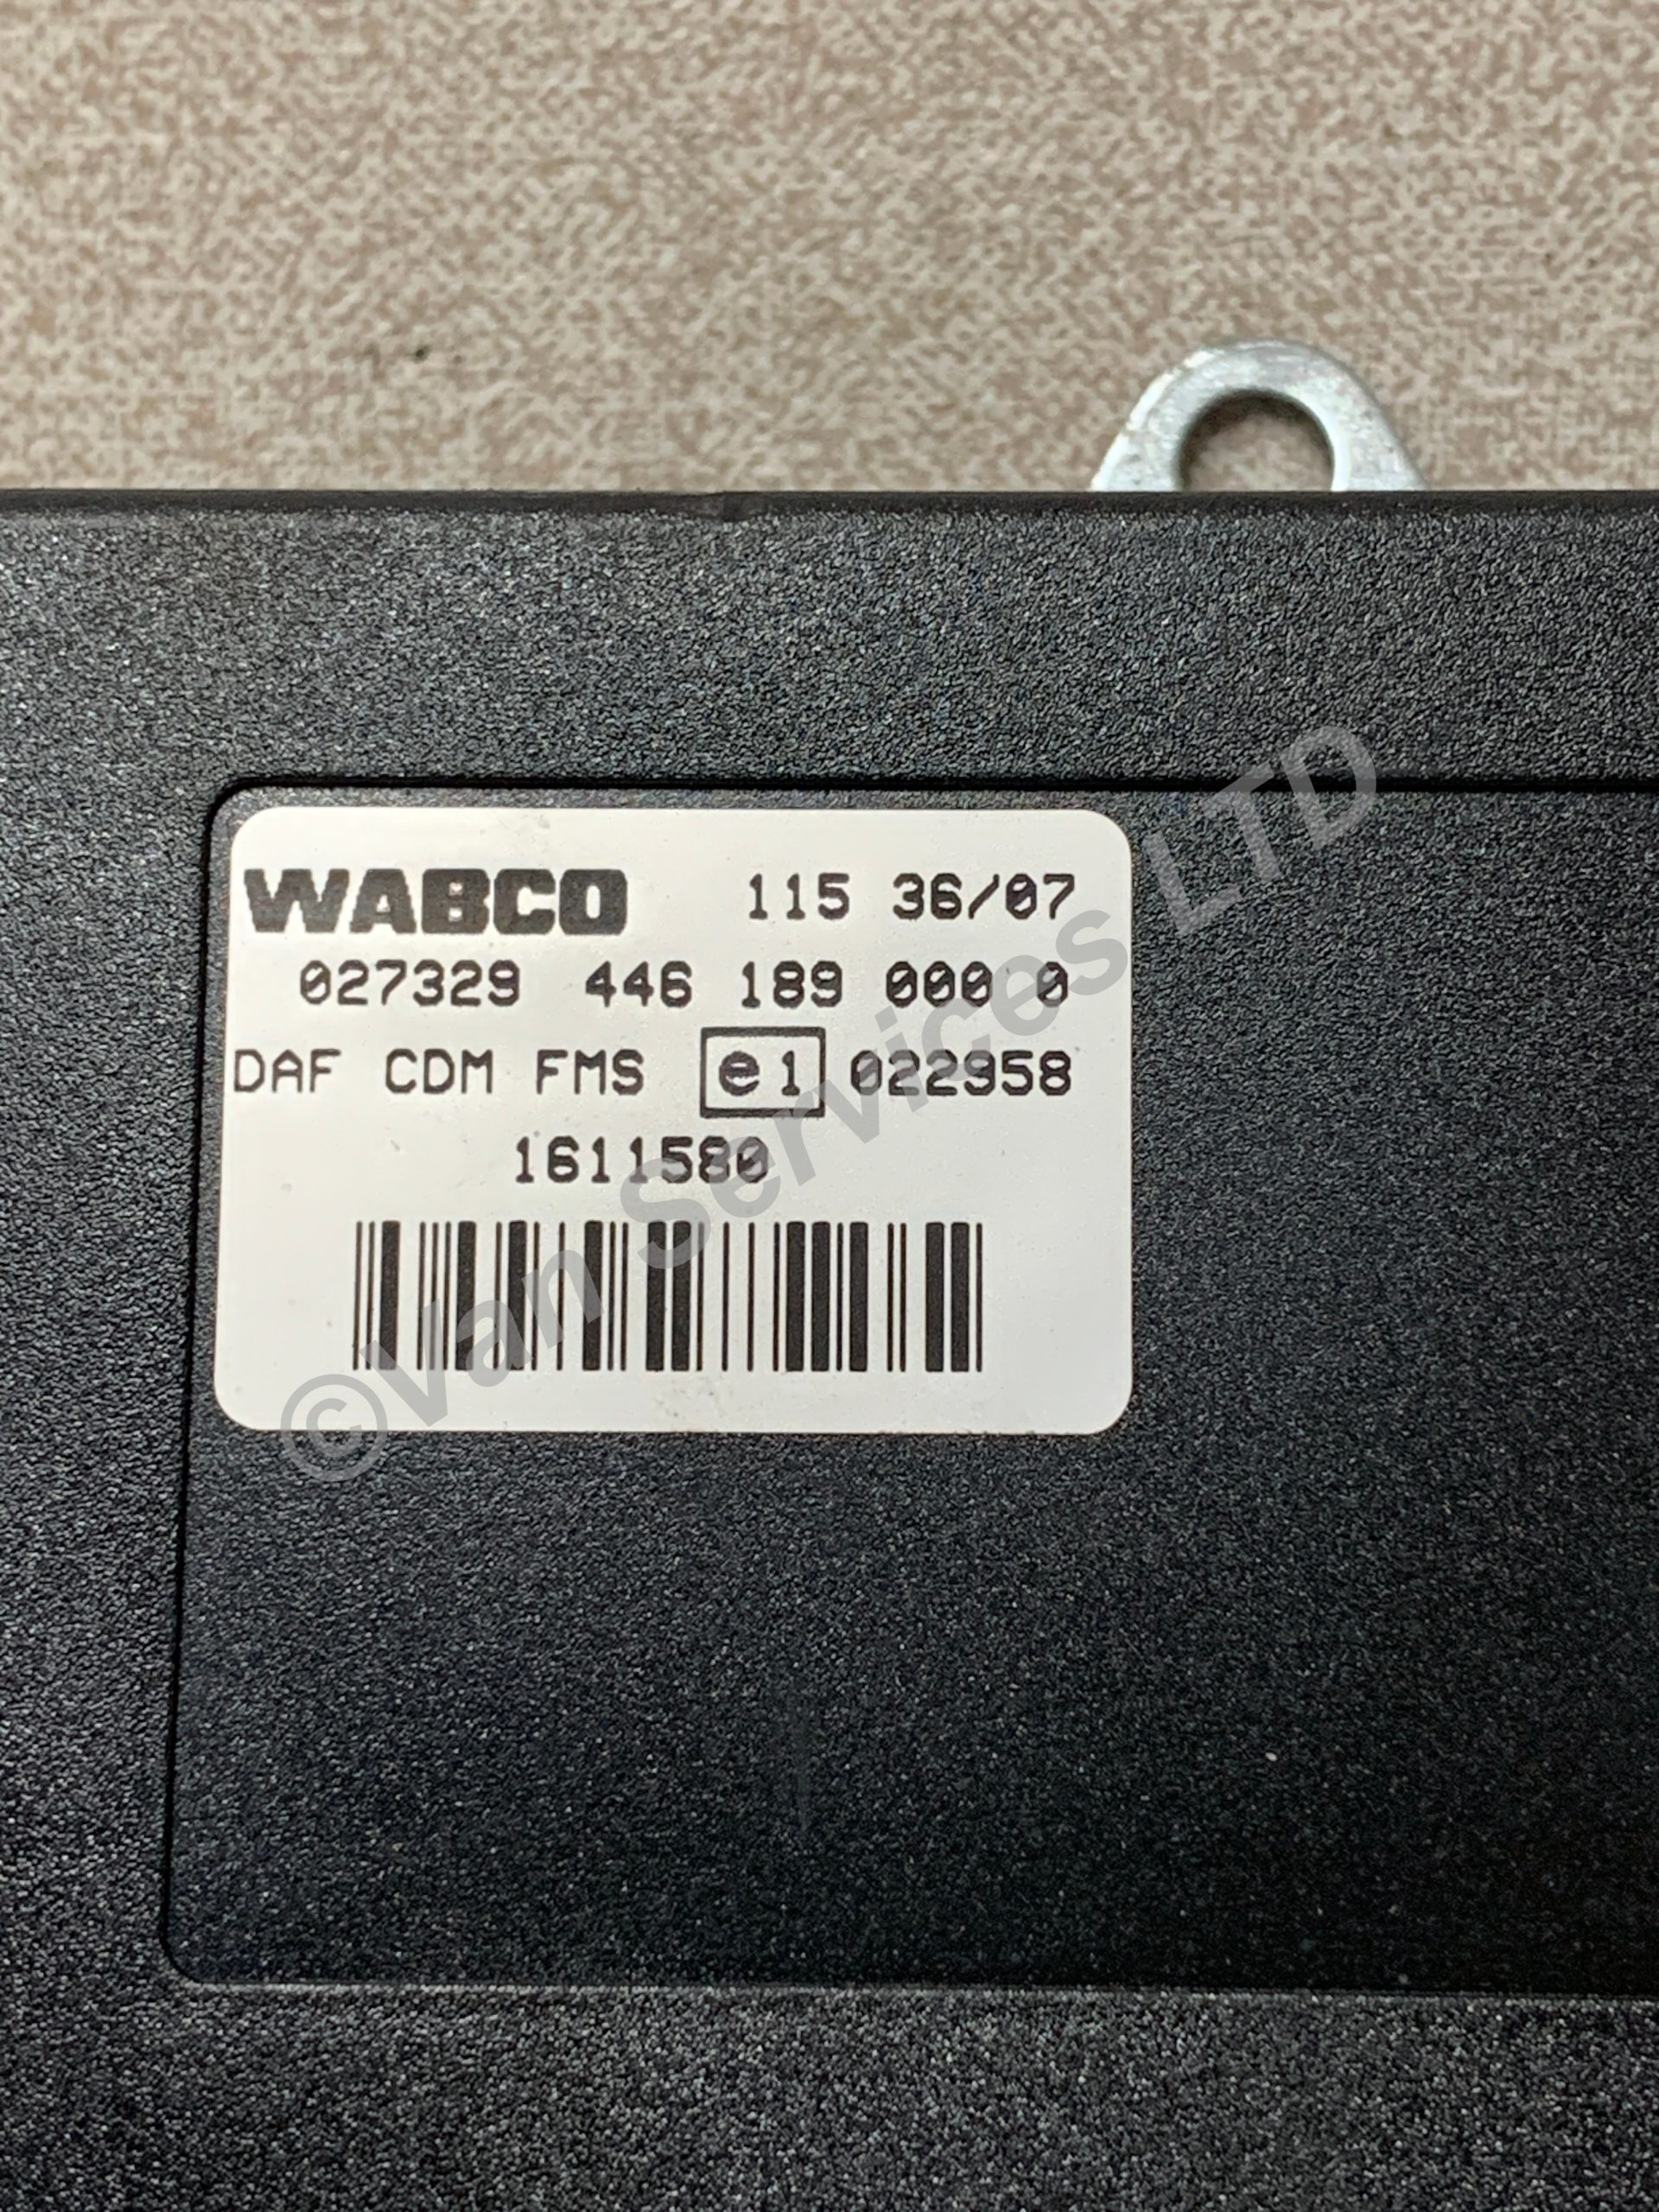 WABCO 115 36/07
027329 446 189 000 0
DAF CDM FMS e1 022958
1611580
©Van Services LTD